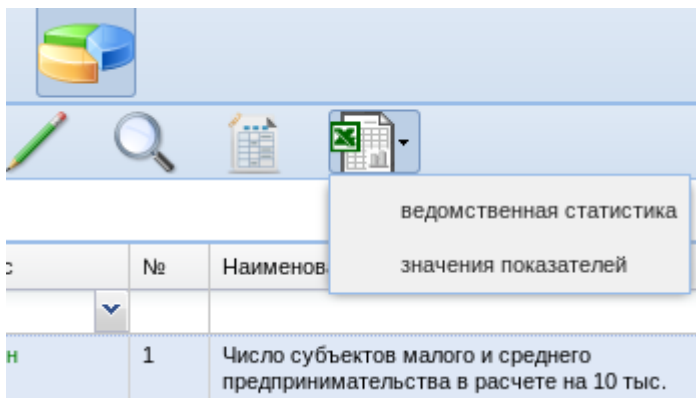 ведомственная статистика
значения показателей
с
№
Наименов
н
1
Число субъектов малого и среднего
предпринимательства в расчете на 10 тыс.